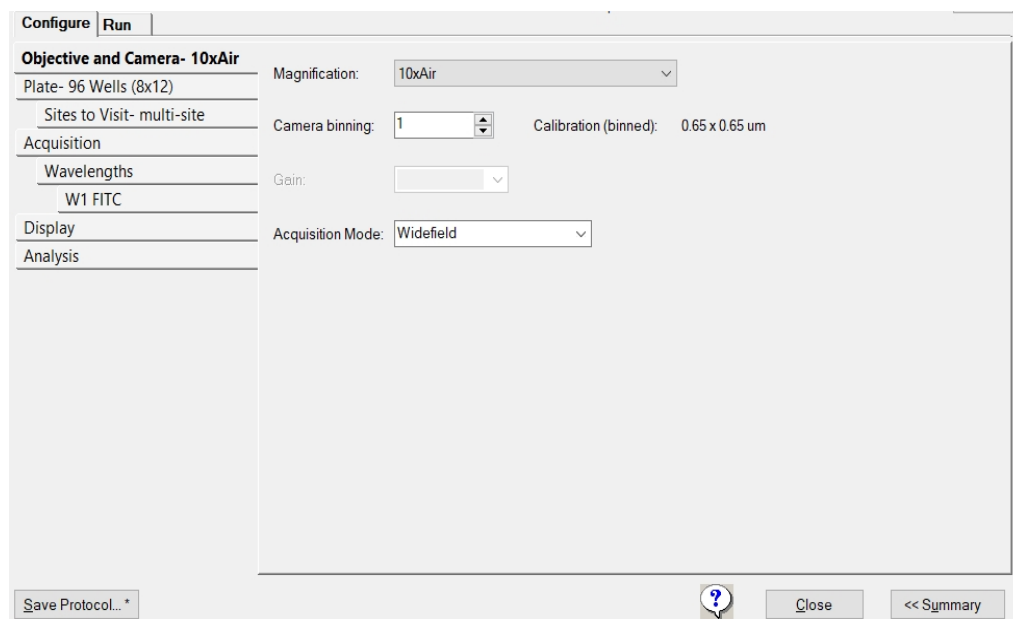 Configure Run
Objective and Camera- 10xAir
Plate- 96 Wells (8x12)
Sites to Visit- multi-site
Acquisition
Wavelengths
W1 FITC
Display
Analysis
Magnification: 10xAir
Camera binning: 1 Calibration (binned): 0.65 x 0.65 um
Gain:
Acquisition Mode: Widefield
Save Protocol... *
? Close << Summary